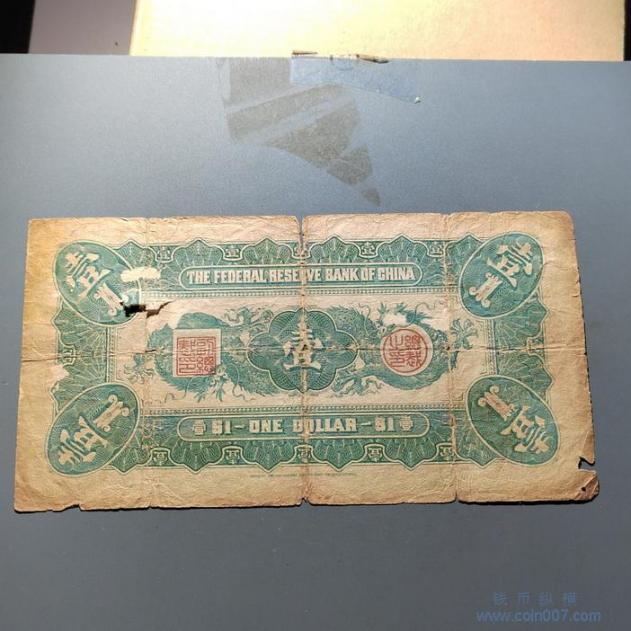 壹 壹
THE FEDERAL RESERVE BANK OF CHINA
壹
$1-ONE DOLLAR-$1
壹 壹
钱币纵横
www.coin007.com